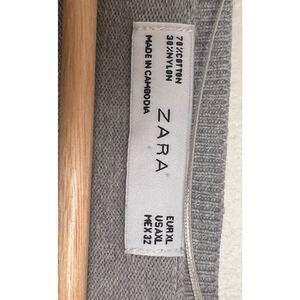 70%COTTON
30%NYLON
MADE IN CAMBODIA
ZARA
EUR XL
USA XL
MEX 32